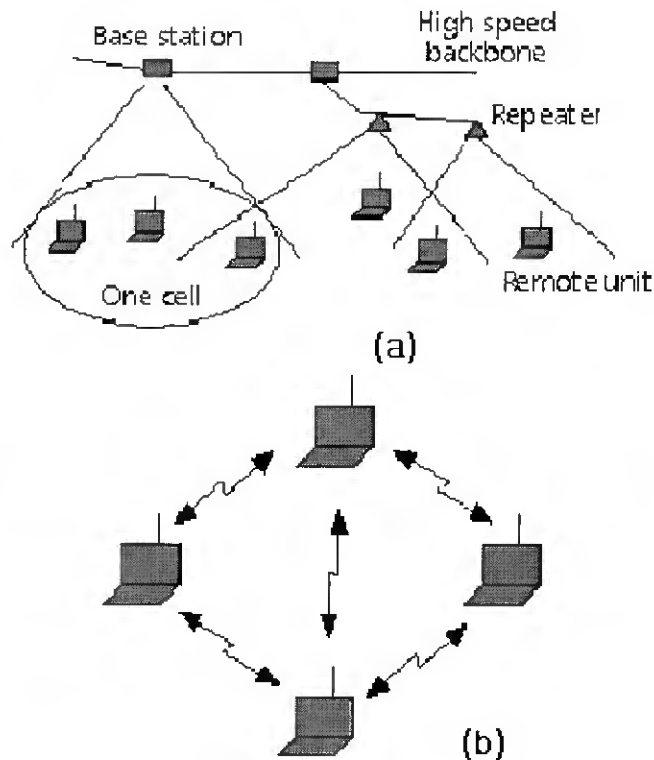 Base station
High speed
backbone
Repeater
One cell
Remote unit
(a)
(b)